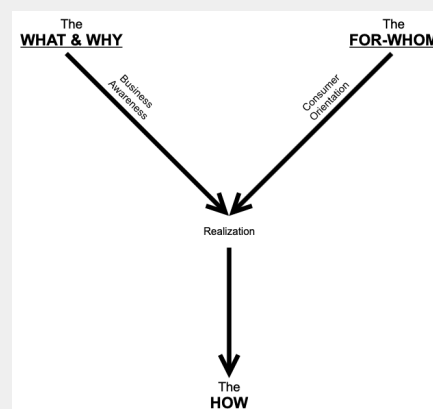 The
WHAT & WHY
The
FOR-WHOM
Business
Awareness
Consumer
Orientation
Realization
The
HOW